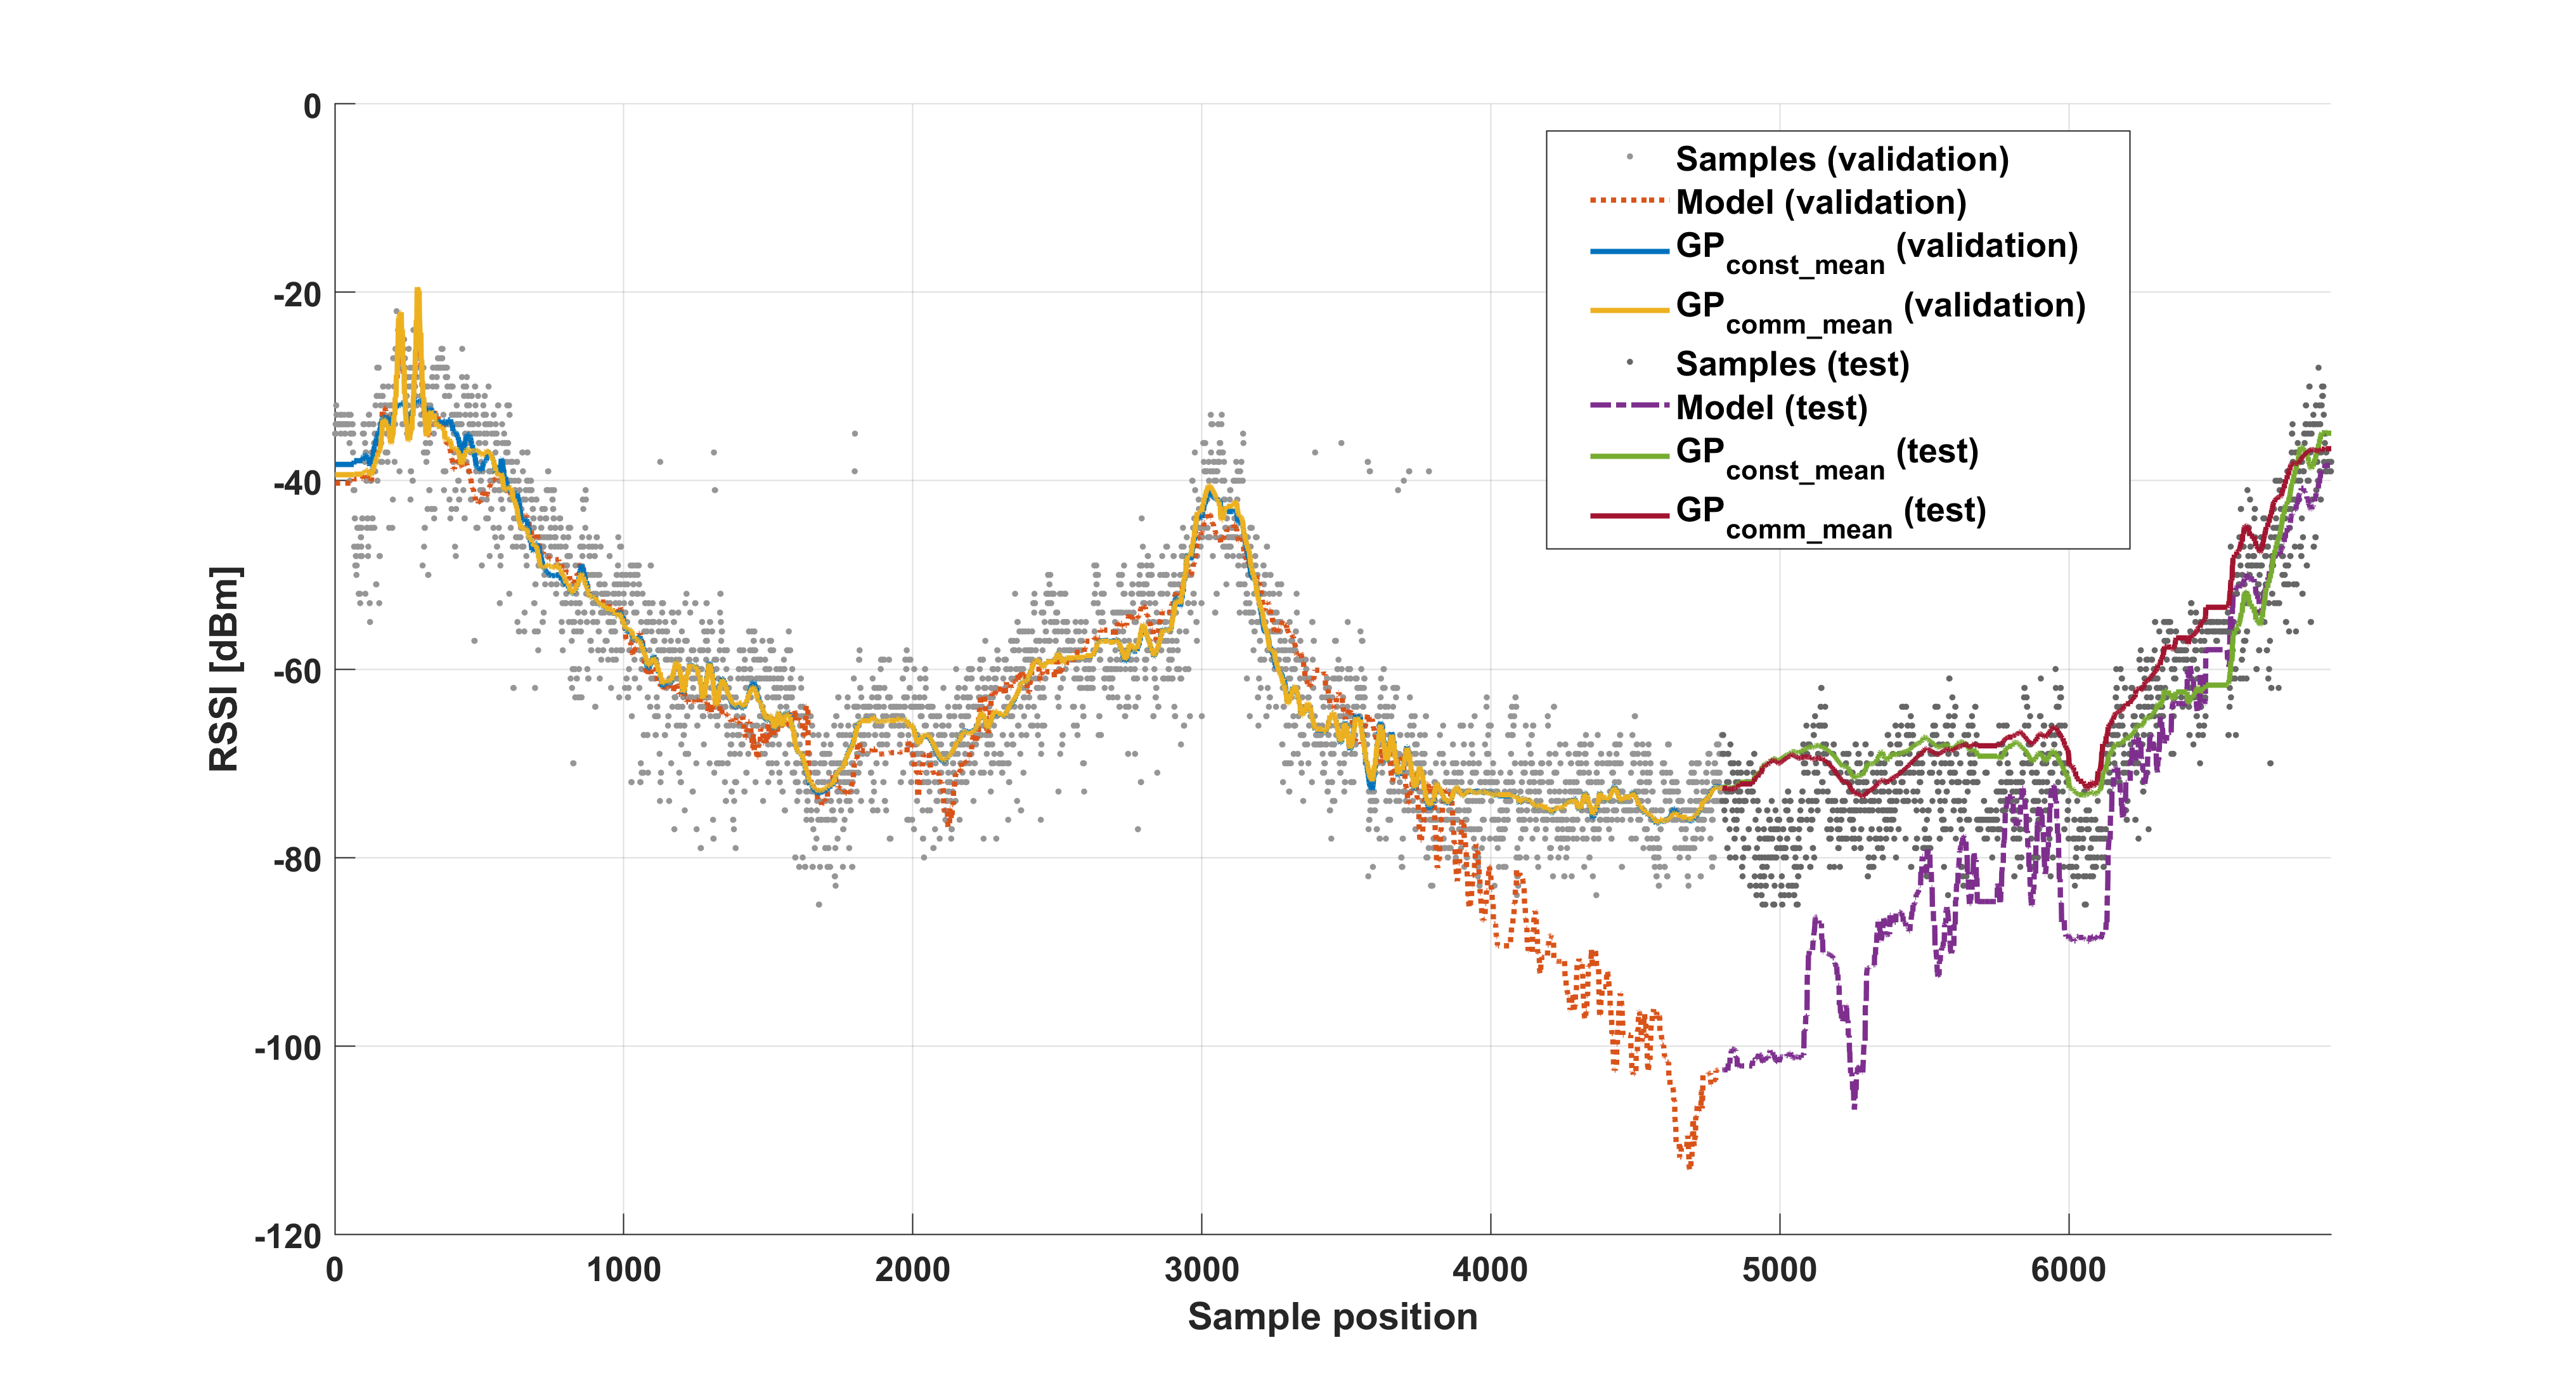 0
-20
-40
-60
-80
-100
-120
RSSI [dBm]
Samples (validation)
Model (validation)
GPconst_mean (validation)
GPcomm_mean (validation)
Samples (test)
Model (test)
GPconst_mean (test)
GPcomm_mean (test)
0 1000 2000 3000 4000 5000 6000
Sample position